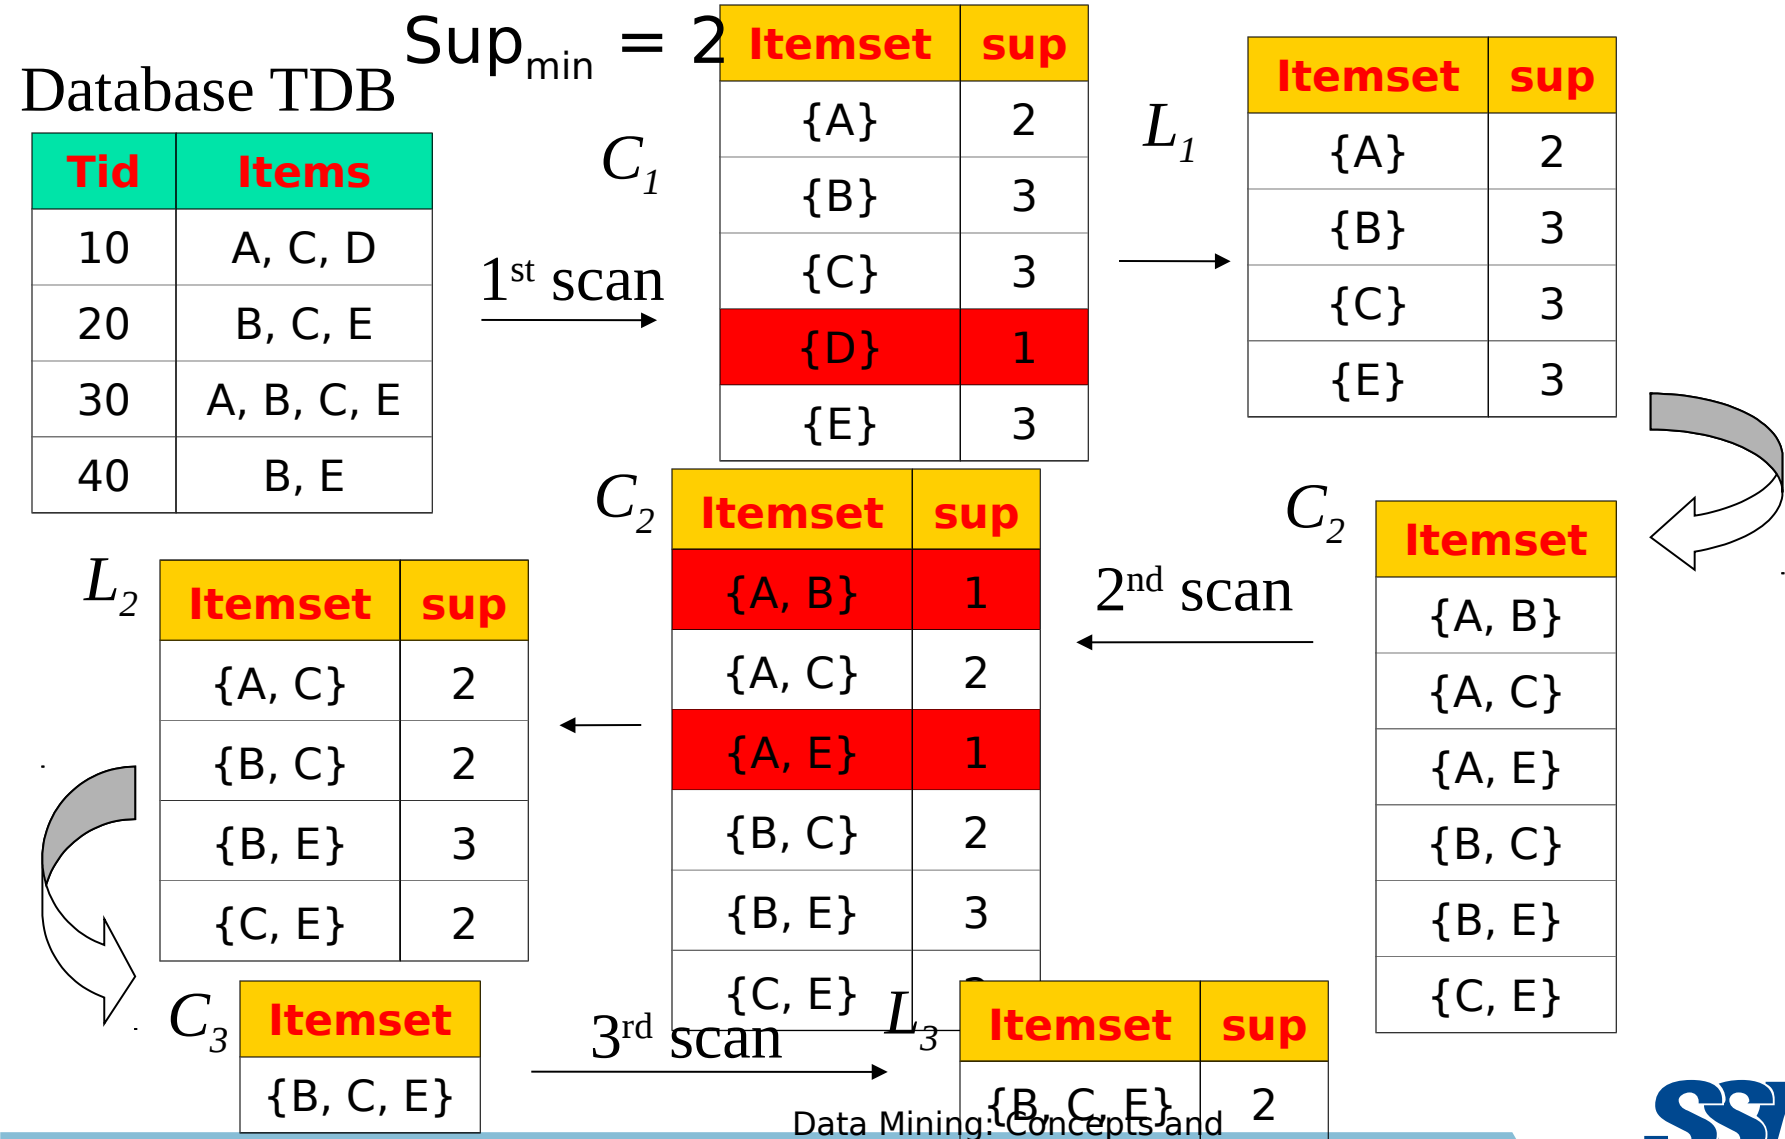 Sup_min = 2
Database TDB
Tid Items
10 A, C, D
20 B, C, E
30 A, B, C, E
40 B, E
1st scan
C1
Itemset sup
{A} 2
{B} 3
{C} 3
{D} 1
{E} 3
L1
Itemset sup
{A} 2
{B} 3
{C} 3
{E} 3
C2
Itemset
{A, B}
{A, C}
{A, E}
{B, C}
{B, E}
{C, E}
2nd scan
C2
Itemset sup
{A, B} 1
{A, C} 2
{A, E} 1
{B, C} 2
{B, E} 3
{C, E}
L2
Itemset sup
{A, C} 2
{B, C} 2
{B, E} 3
{C, E} 2
C3
Itemset
{B, C, E}
3rd scan
L3
Itemset sup
{B, C, E} 2
Data Mining: Concepts and